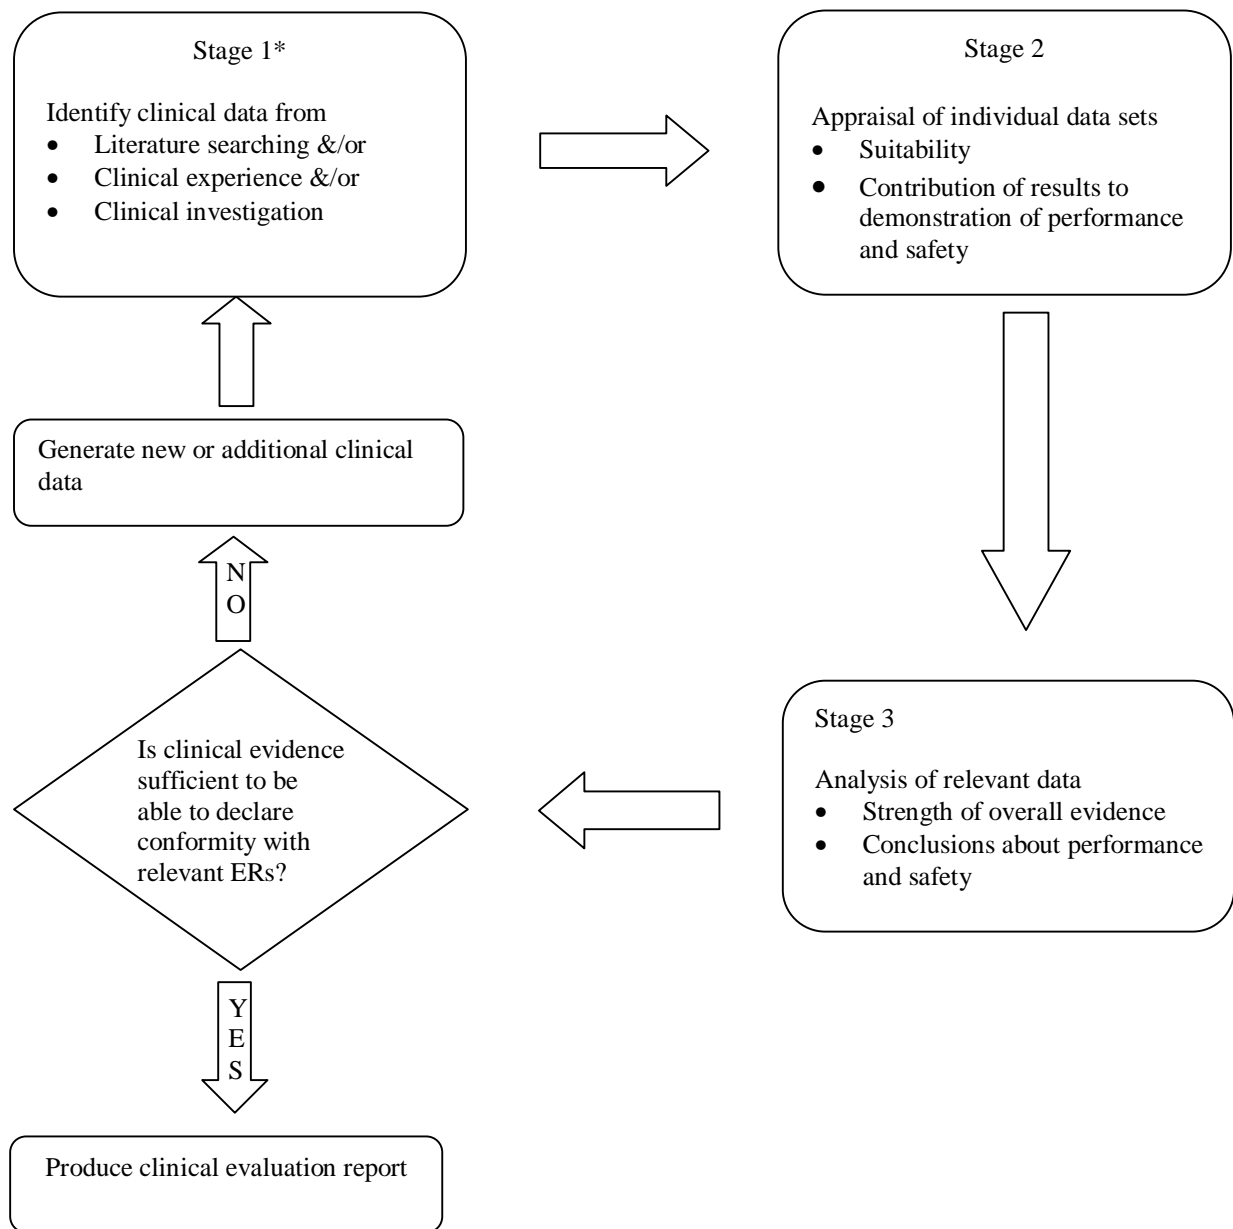 Stage 1*
Identify clinical data from
• Literature searching &/or
• Clinical experience &/or
• Clinical investigation
Stage 2
Appraisal of individual data sets
• Suitability
• Contribution of results to
demonstration of performance
and safety
Generate new or additional clinical
data
NO
Is clinical evidence
sufficient to be
able to declare
conformity with
relevant ERs?
Stage 3
Analysis of relevant data
• Strength of overall evidence
• Conclusions about performance
and safety
YES
Produce clinical evaluation report